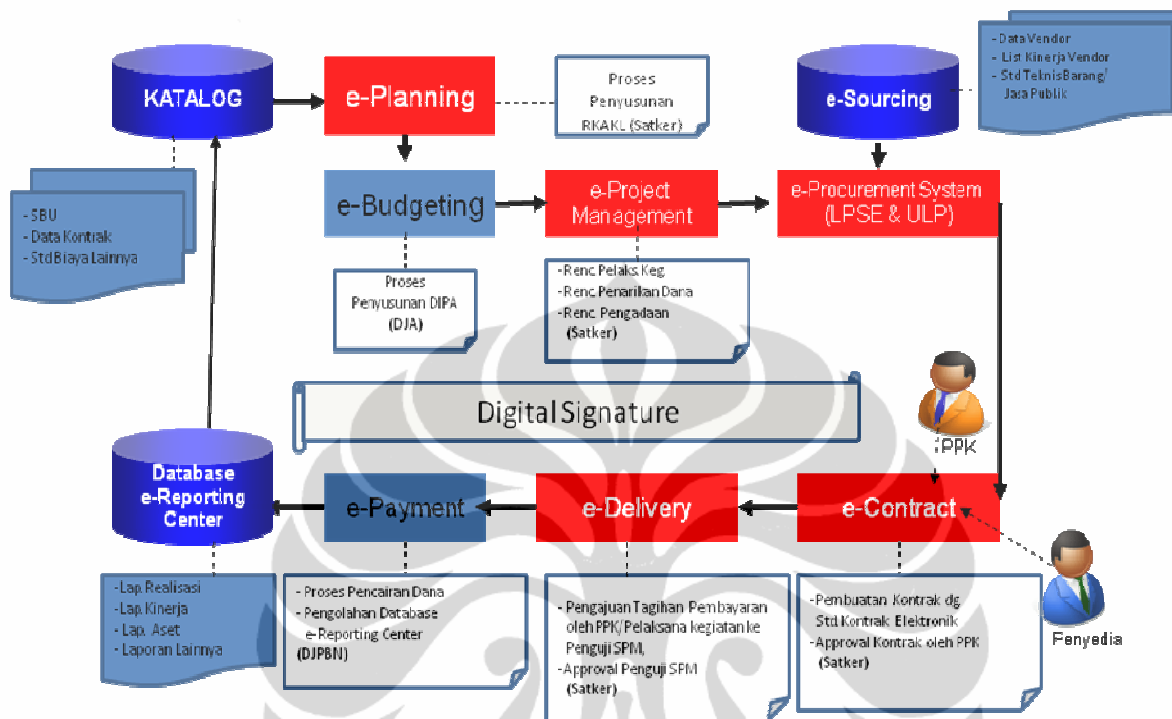 KATALOG
e-Planning
Proses
Penyusunan
RKAKL (Satker)
e-Sourcing
- Data Vendor
- List Kinerja Vendor
- Std Teknis Barang/
Jasa Publik
- SBU
- Data Kontrak
- Std Biaya Lainnya
e-Budgeting
e-Project
Management
e-Procurement System
(LPSE & ULP)
Proses
Penyusunan DIPA
(DJA)
- Renc Pelaks Keg
- Renc Penarikan Dana
- Renc Pengadaan
(Satker)
Digital Signature
PPK
Database
e-Reporting
Center
e-Payment
e-Delivery
e-Contract
Penyedia
- Lap. Realisasi
- Lap. Kinerja
- Lap. Aset
- Laporan Lainnya
- Proses Pencairan Dana
- Pengolahan Database
e-Reporting Center
(DJPBN)
- Pengajuan Tagihan Pembayaran
oleh PPK/Pelaksana kegiatan ke
Penguji SPM,
- Approval Penguji SPM
(Satker)
- Pembuatan Kontrak dg
Std Kontrak Elektronik
- Approval Kontrak oleh PPK
(Satker)